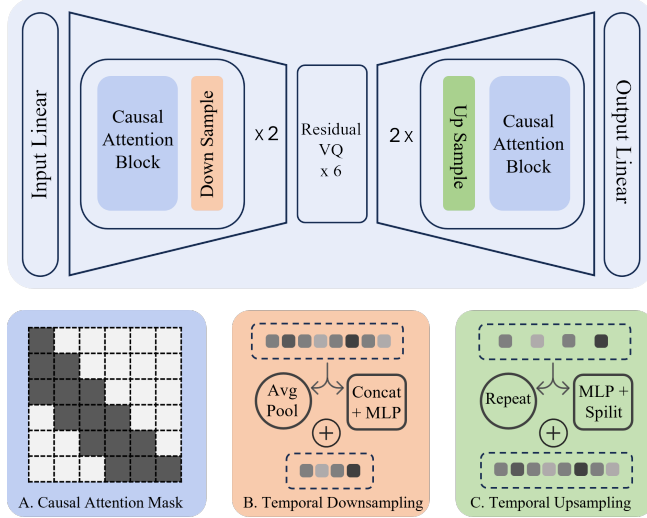 Input Linear
Causal
Attention
Block
Down Sample
x 2
Residual
VQ
x 6
2 x
Up Sample
Causal
Attention
Block
Output Linear
A. Causal Attention Mask
Avg
Pool
Concat
+ MLP
+
B. Temporal Downsampling
Repeat
MLP +
Spilit
+
C. Temporal Upsampling